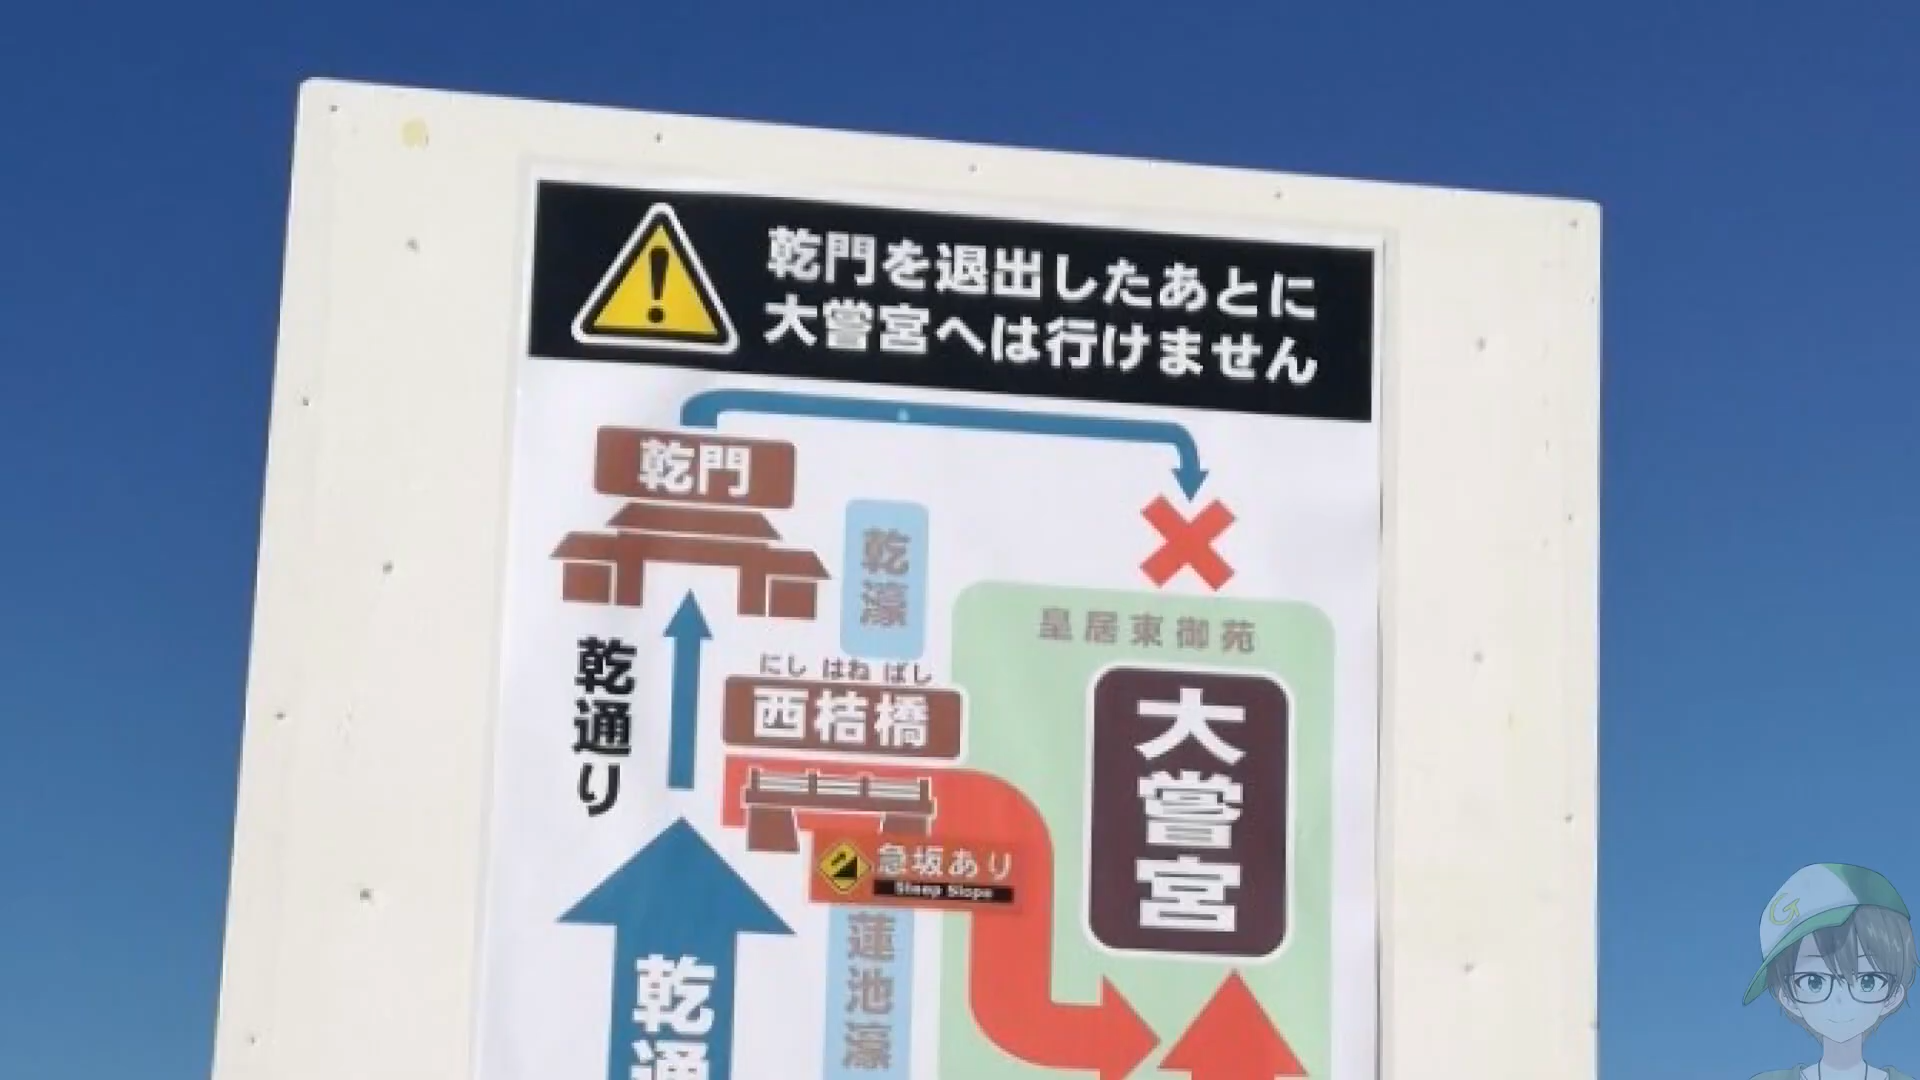 乾門を退出したあとに
大嘗宮へは行けません
乾門
乾濠
皇居東御苑
乾通り
にし はね ばし
西桔橋
大嘗宮
急坂あり
Steep Slope
蓮池濠
乾通
G